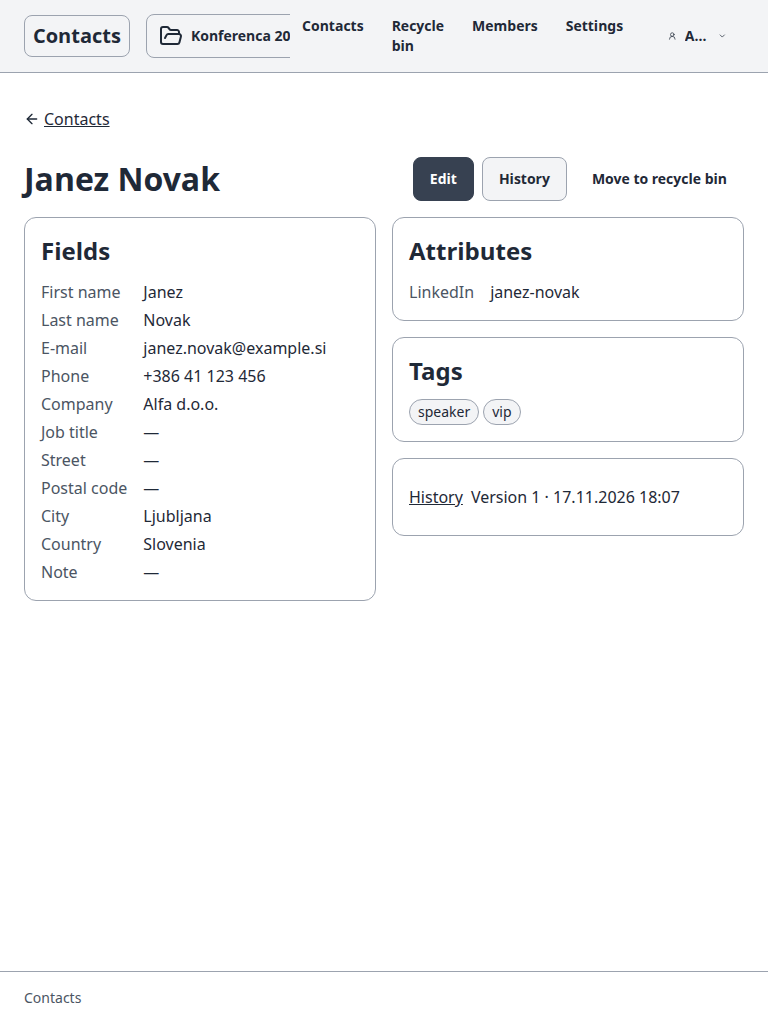 Contacts
Konferenca 20
Contacts
Recycle
bin
Members
Settings
A...
Contacts
Janez Novak
Edit
History
Move to recycle bin
Fields
First name Janez
Last name Novak
E-mail janez.novak@example.si
Phone +386 41 123 456
Company Alfa d.o.o.
Job title —
Street —
Postal code —
City Ljubljana
Country Slovenia
Note —
Attributes
LinkedIn janez-novak
Tags
speaker vip
History Version 1 · 17.11.2026 18:07
Contacts